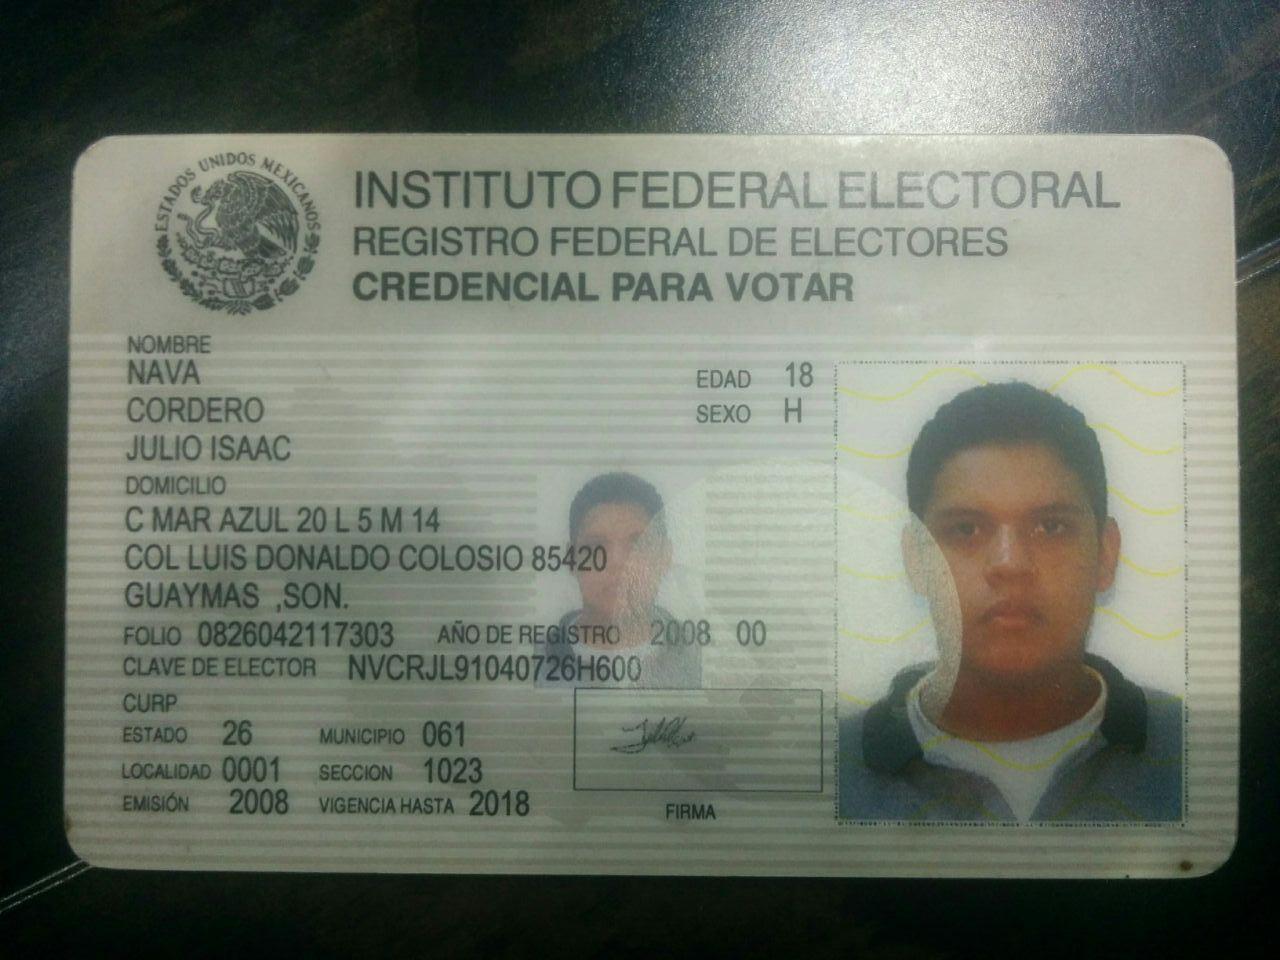 ESTADOS UNIDOS MEXICANOS
INSTITUTO FEDERAL ELECTORAL
REGISTRO FEDERAL DE ELECTORES
CREDENCIAL PARA VOTAR
NOMBRE
NAVA
CORDERO
JULIO ISAAC
EDAD 18
SEXO H
DOMICILIO
C MAR AZUL 20 L 5 M 14
COL LUIS DONALDO COLOSIO 85420
GUAYMAS ,SON.
FOLIO 0826042117303 AÑO DE REGISTRO 2008 00
CLAVE DE ELECTOR NVCRJL91040726H600
CURP
ESTADO 26 MUNICIPIO 061
LOCALIDAD 0001 SECCION 1023
EMISIÓN 2008 VIGENCIA HASTA 2018
FIRMA